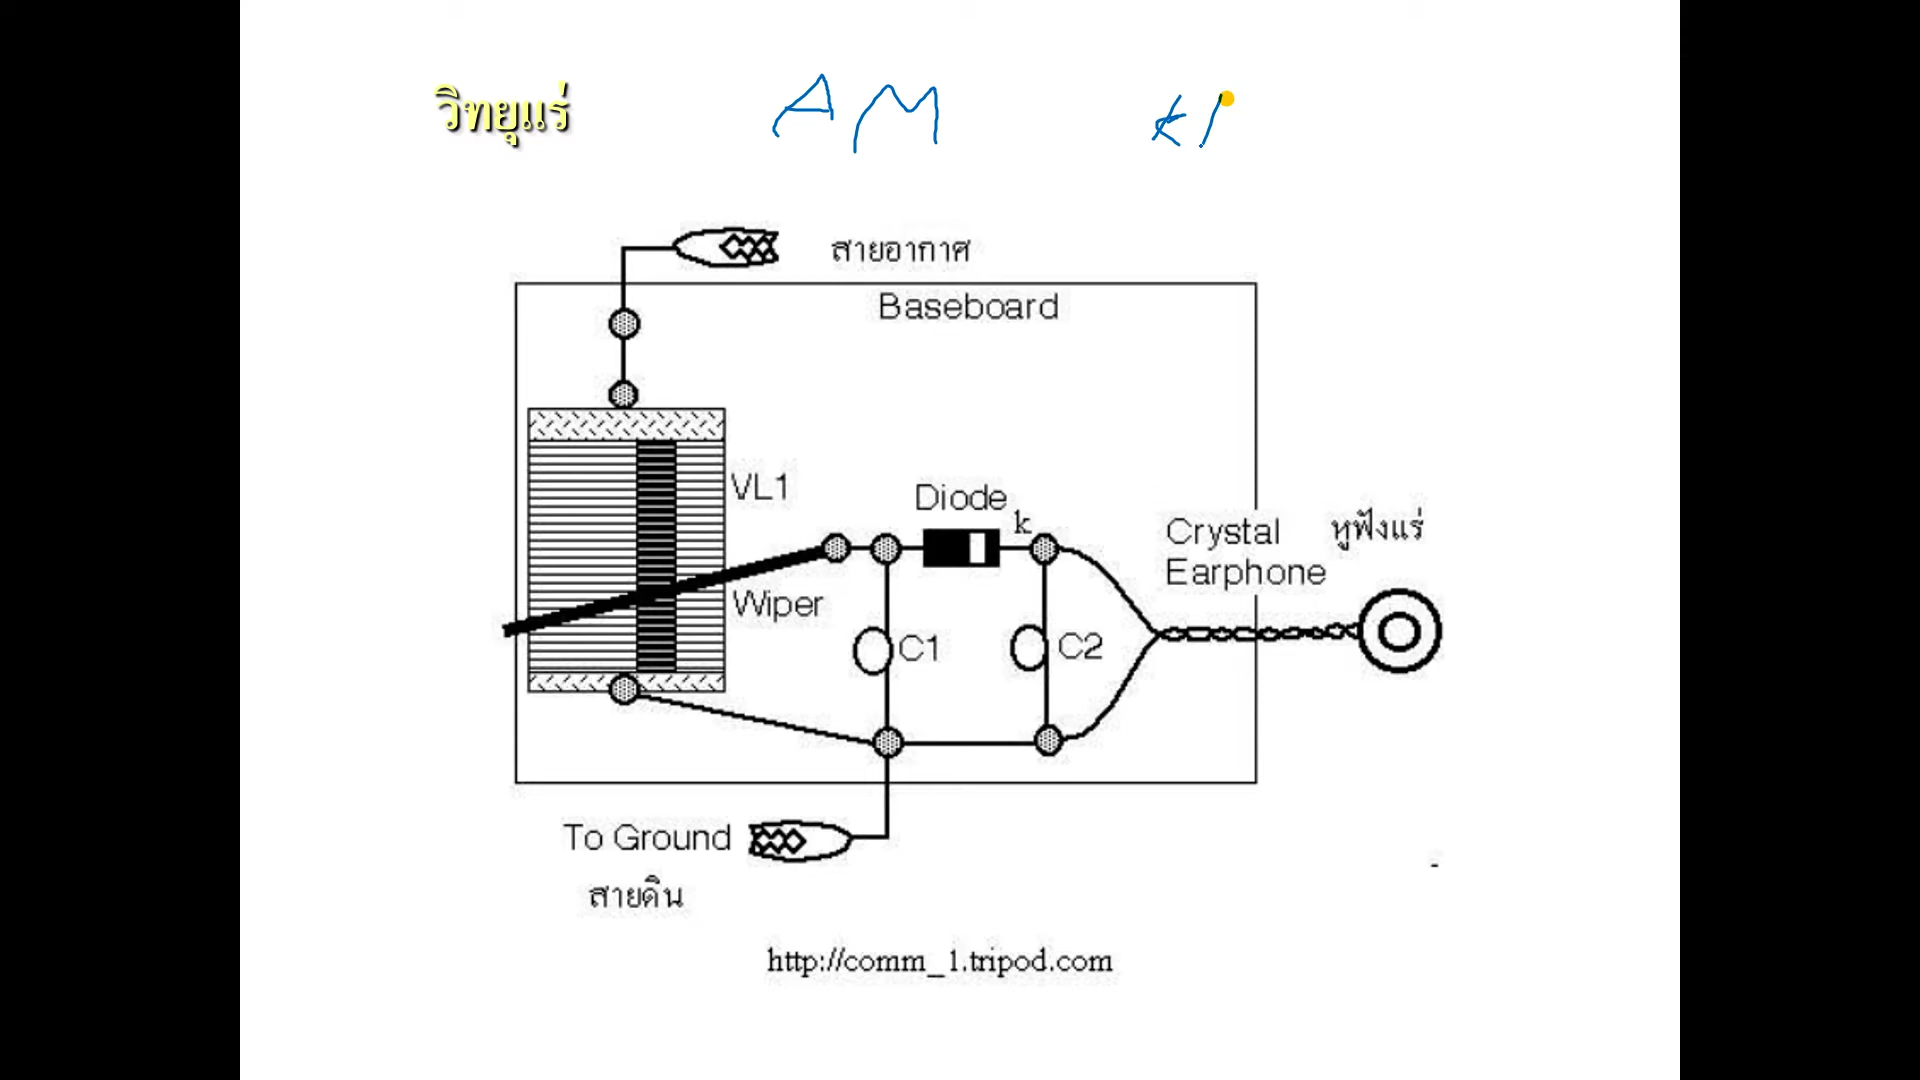 วิทยุแร่
AM
สายอากาศ
Baseboard
VL1
Diode
k
Crystal
Earphone
หูฟังแร่
Wiper
C1
C2
To Ground
สายดิน
http://comm_1.tripod.com